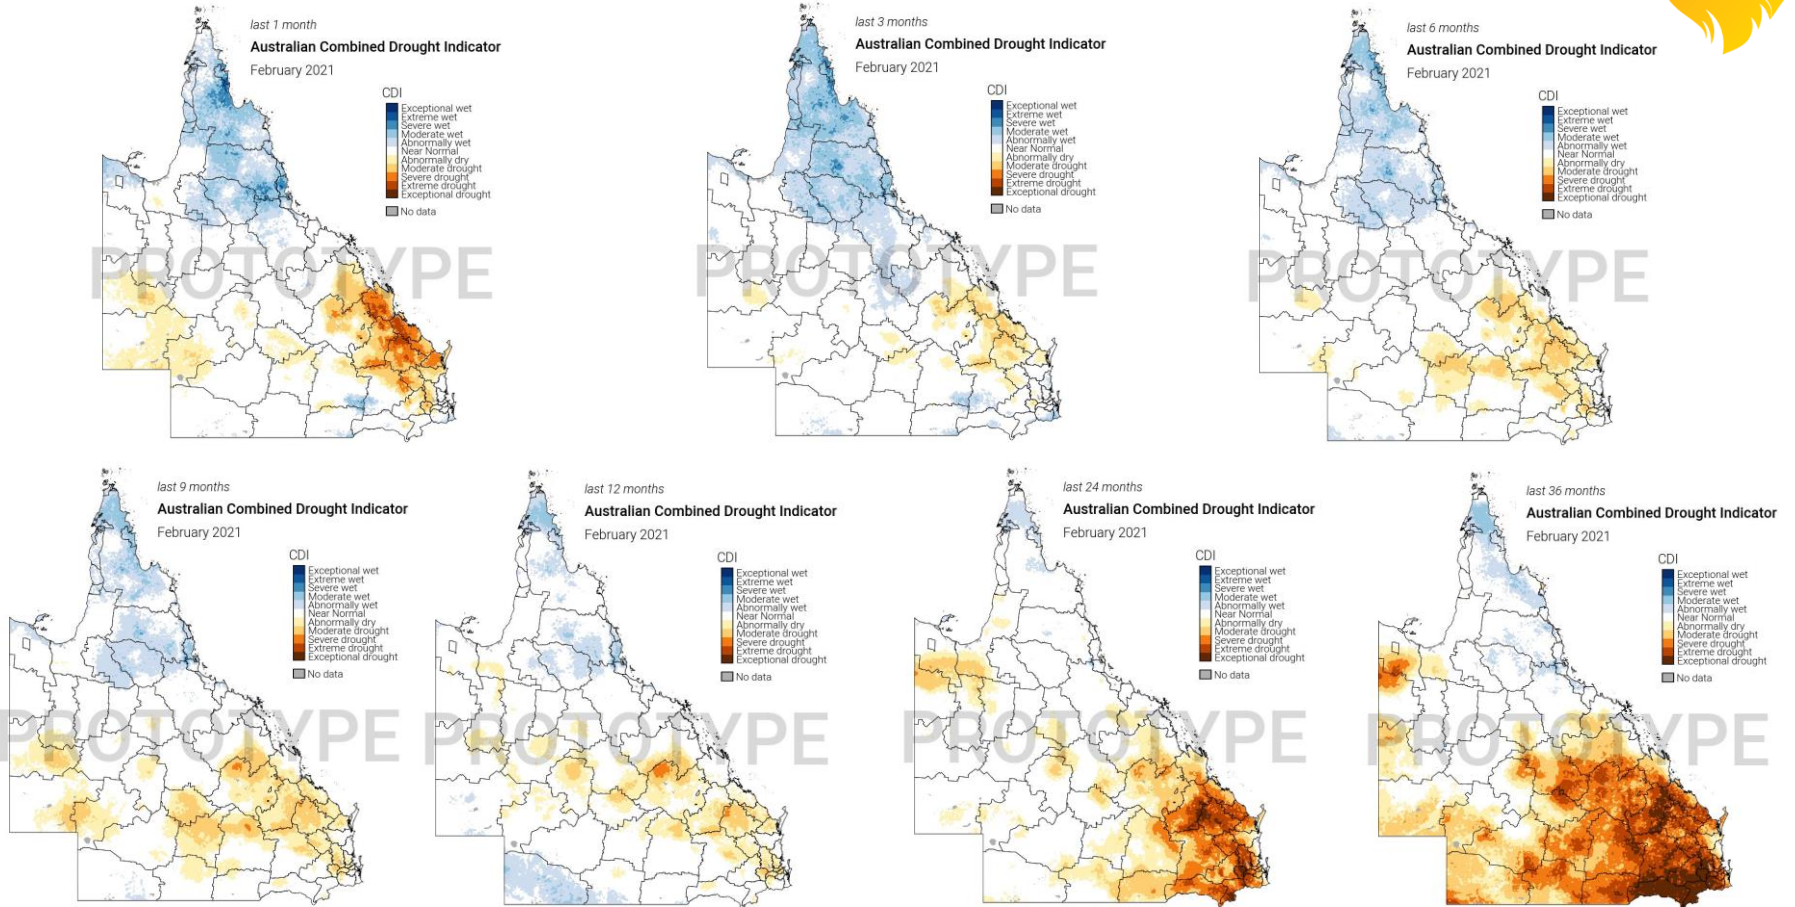 last 1 month
Australian Combined Drought Indicator
February 2021
CDI
Exceptional wet
Extreme wet
Severe wet
Moderate wet
Abnormally wet
Near Normal
Abnormally dry
Moderate drought
Severe drought
Extreme drought
Exceptional drought
No data
PROTOTYPE
last 3 months
Australian Combined Drought Indicator
February 2021
CDI
Exceptional wet
Extreme wet
Severe wet
Moderate wet
Abnormally wet
Near Normal
Abnormally dry
Moderate drought
Severe drought
Extreme drought
Exceptional drought
No data
PROTOTYPE
last 6 months
Australian Combined Drought Indicator
February 2021
CDI
Exceptional wet
Extreme wet
Severe wet
Moderate wet
Abnormally wet
Near Normal
Abnormally dry
Moderate drought
Severe drought
Extreme drought
Exceptional drought
No data
PROTOTYPE
last 9 months
Australian Combined Drought Indicator
February 2021
CDI
Exceptional wet
Extreme wet
Severe wet
Moderate wet
Abnormally wet
Near Normal
Abnormally dry
Moderate drought
Severe drought
Extreme drought
Exceptional drought
No data
PROTOTYPE
last 12 months
Australian Combined Drought Indicator
February 2021
CDI
Exceptional wet
Extreme wet
Severe wet
Moderate wet
Abnormally wet
Near Normal
Abnormally dry
Moderate drought
Severe drought
Extreme drought
Exceptional drought
No data
PROTOTYPE
last 24 months
Australian Combined Drought Indicator
February 2021
CDI
Exceptional wet
Extreme wet
Severe wet
Moderate wet
Abnormally wet
Near Normal
Abnormally dry
Moderate drought
Severe drought
Extreme drought
Exceptional drought
No data
PROTOTYPE
last 36 months
Australian Combined Drought Indicator
February 2021
CDI
Exceptional wet
Extreme wet
Severe wet
Moderate wet
Abnormally wet
Near Normal
Abnormally dry
Moderate drought
Severe drought
Extreme drought
Exceptional drought
No data
PROTOTYPE